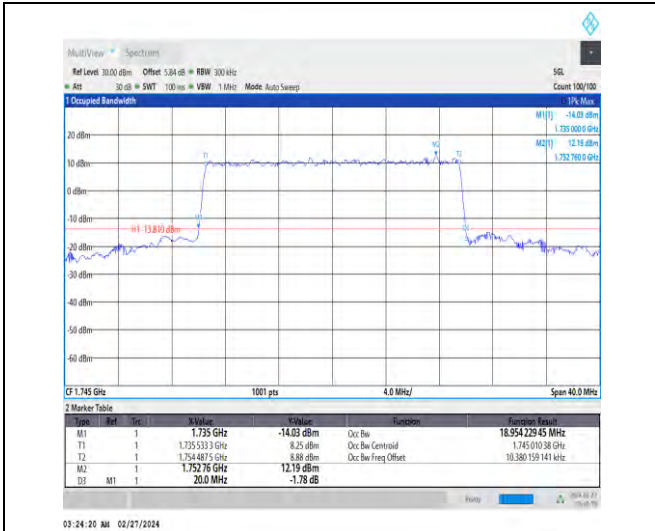 MultiView Spectrum
Ref Level 30.00 dBm Offset 5.84 dB RBW 300 kHz SGL
Att 30 dB SWT 100 ms VBW 1 MHz Mode Auto Sweep Count 100/100
1 Occupied Bandwidth 1Pk Max
M1[1] -14.03 dBm
1.735 000 0 GHz
20 dBm
M2[1] 12.19 dBm
1.752 760 0 GHz
M2
T1 T2
10 dBm
0 dBm
-10 dBm
M1
H1 -13.810 dBm
D3
-20 dBm
-30 dBm
-40 dBm
-50 dBm
-60 dBm
CF 1.745 GHz 1001 pts 4.0 MHz/ Span 40.0 MHz
2 Marker Table
Type Ref Trc X-Value Y-Value Function Function Result
M1 1 1.735 GHz -14.03 dBm Occ Bw 18.954 229 45 MHz
T1 1 1.735 533 3 GHz 8.25 dBm Occ Bw Centroid 1.745 010 38 GHz
T2 1 1.754 487 5 GHz 8.88 dBm Occ Bw Freq Offset 10.380 159 141 kHz
M2 1 1.752 76 GHz 12.19 dBm
D3 M1 1 20.0 MHz -1.78 dB
Ready
03:24:20 AM 02/27/2024